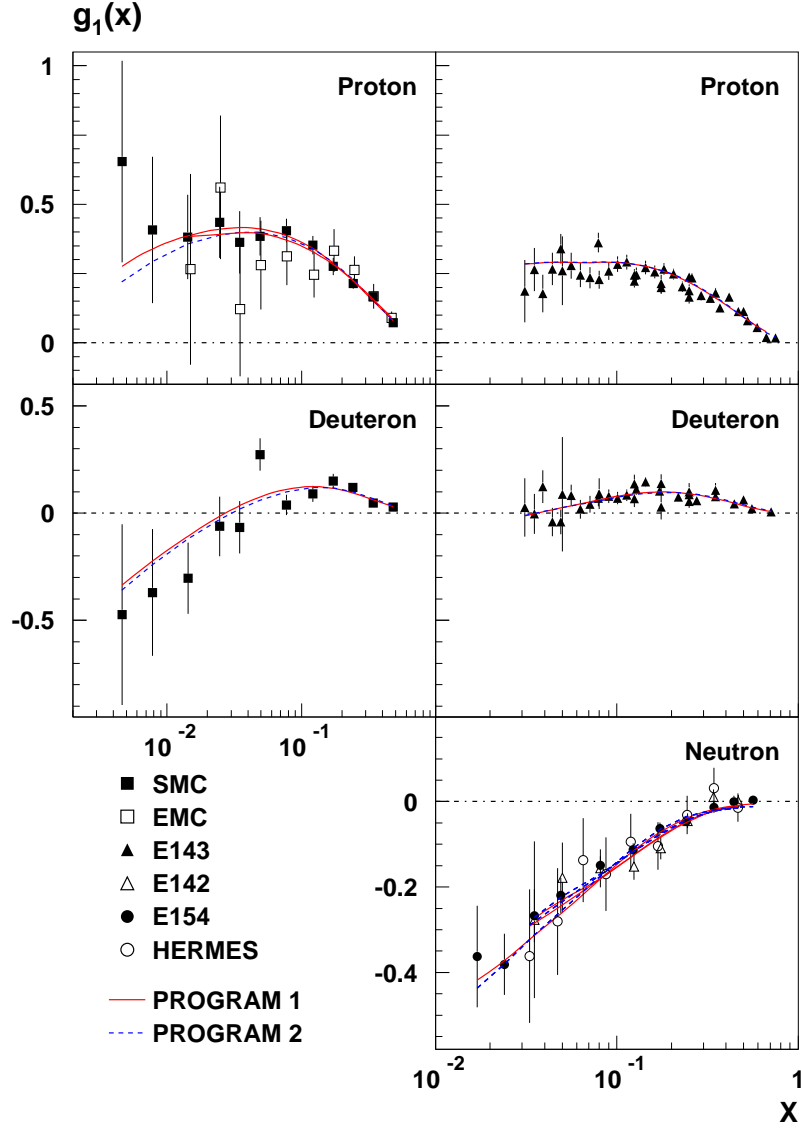 g1(x)
1
0.5
0
Proton
Proton
0.5
0
-0.5
Deuteron
Deuteron
10 -2
10 -1
Neutron
0
-0.2
-0.4
SMC
EMC
E143
E142
E154
HERMES
PROGRAM 1
PROGRAM 2
10 -2
10 -1
1
X